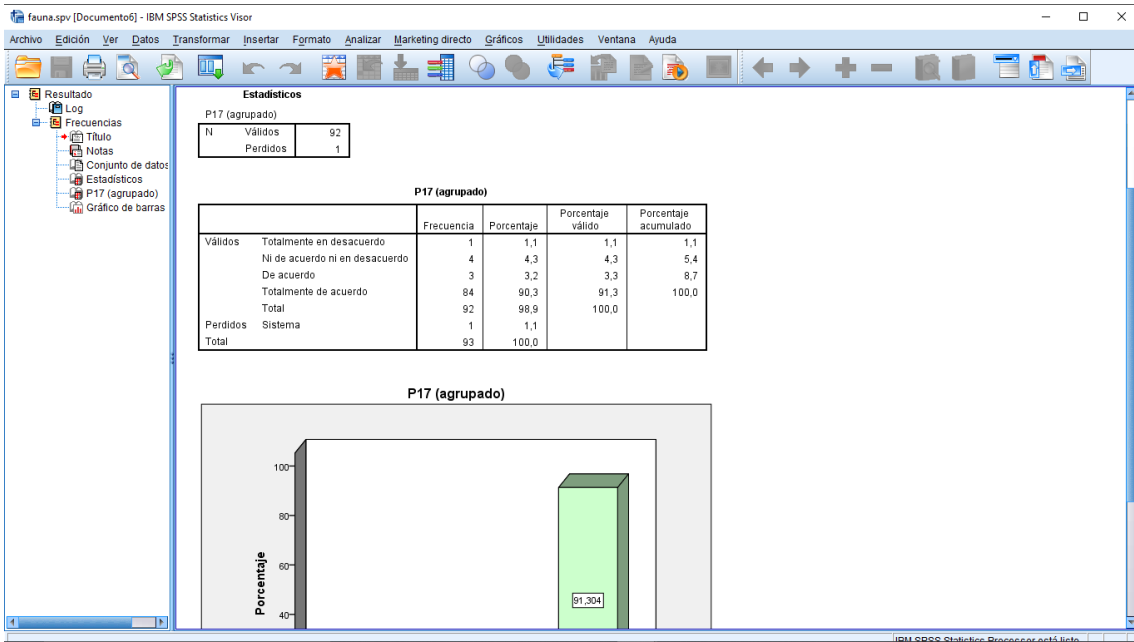 fauna.spv [Documento6] - IBM SPSS Statistics Visor
Archivo Edición Ver Datos Transformar Insertar Formato Analizar Marketing directo Gráficos Utilidades Ventana Ayuda
Resultado
Log
Frecuencias
Título
Notas
Conjunto de datos
Estadísticos
P17 (agrupado)
Gráfico de barras
Estadísticos
P17 (agrupado)
N Válidos 92
Perdidos 1
P17 (agrupado)
Frecuencia Porcentaje Porcentaje válido Porcentaje acumulado
Válidos Totalmente en desacuerdo 1 1,1 1,1 1,1
Ni de acuerdo ni en desacuerdo 4 4,3 4,3 5,4
De acuerdo 3 3,2 3,3 8,7
Totalmente de acuerdo 84 90,3 91,3 100,0
Total 92 98,9 100,0
Perdidos Sistema 1 1,1
Total 93 100,0
P17 (agrupado)
100
80
60
40
Porcentaje
91,304
IBM SPSS Statistics Processor está listo